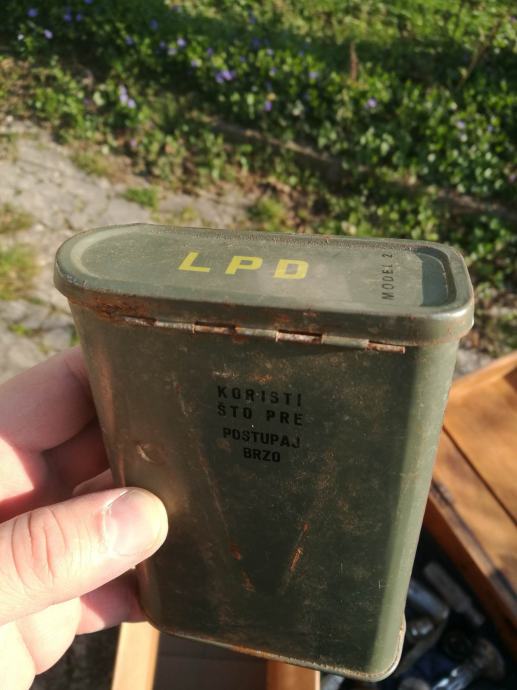 LPD
MODEL 2
KORISTI
ŠTO PRE
POSTUPAJ
BRZO